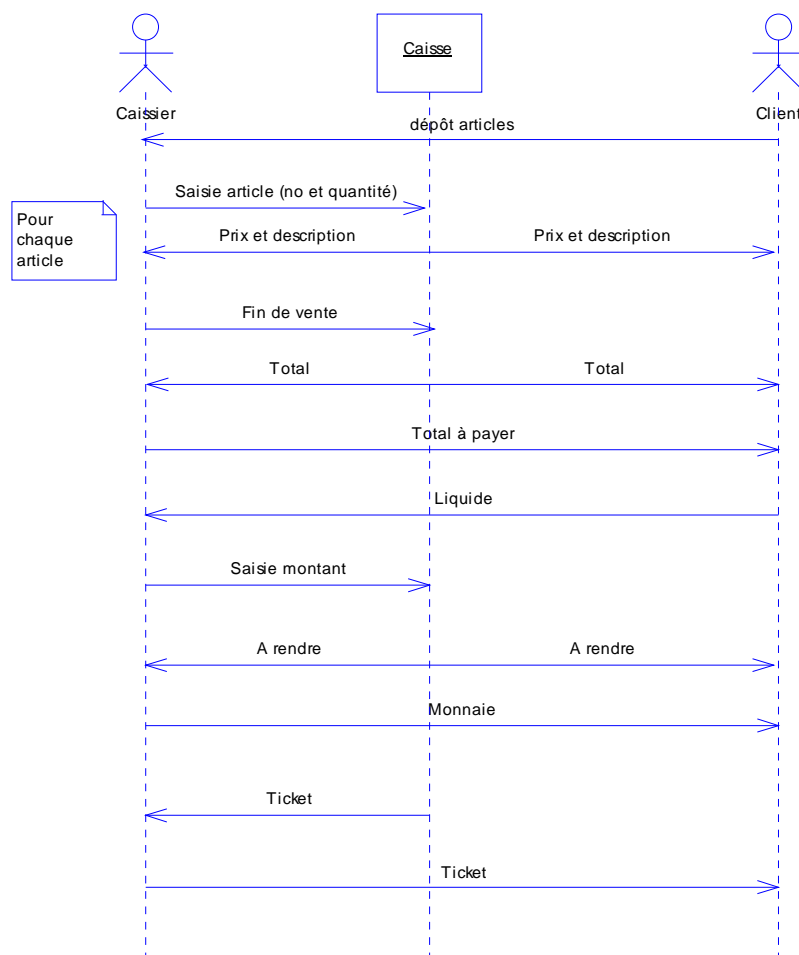 Caisse
Caissier
Client
dépôt articles
Saisie article (no et quantité)
Pour
chaque
article
Prix et description
Prix et description
Fin de vente
Total
Total
Total à payer
Liquide
Saisie montant
A rendre
A rendre
Monnaie
Ticket
Ticket